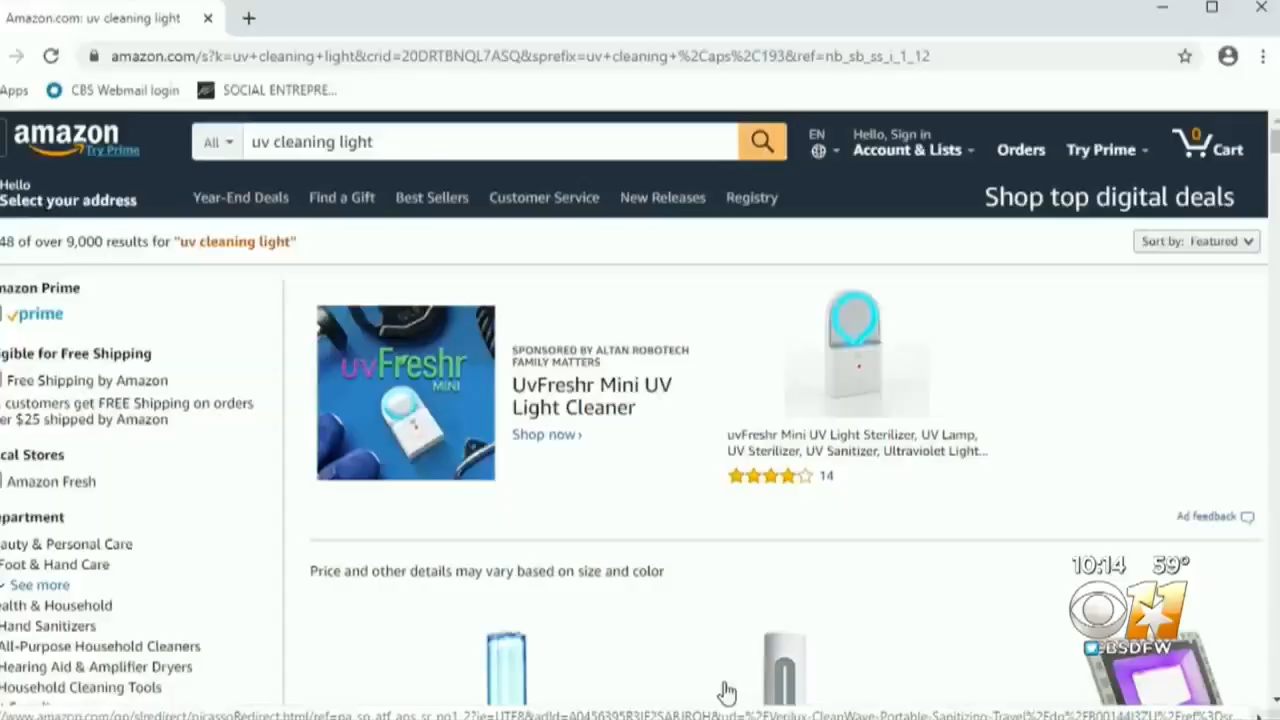 Amazon.com: uv cleaning light
amazon.com/s?k=uv+cleaning+light&crid=20DRTBNQL7ASQ&sprefix=uv+cleaning+%2Caps%2C193&ref=nb_sb_ss_i_1_12
Apps CBS Webmail login SOCIAL ENTREPRE...
amazon
Try Prime
All
uv cleaning light
EN
Hello, Sign in
Account & Lists
Orders
Try Prime
0
Cart
Hello
Select your address
Year-End Deals Find a Gift Best Sellers Customer Service New Releases Registry
Shop top digital deals
48 of over 9,000 results for "uv cleaning light"
Sort by: Featured
mazon Prime
prime
gible for Free Shipping
Free Shipping by Amazon
customers get FREE Shipping on orders
er $25 shipped by Amazon
cal Stores
Amazon Fresh
partment
auty & Personal Care
Foot & Hand Care
See more
alth & Household
Hand Sanitizers
All-Purpose Household Cleaners
Hearing Aid & Amplifier Dryers
Household Cleaning Tools
uvFreshr
MINI
SPONSORED BY ALTAN ROBOTECH
FAMILY MATTERS
UvFreshr Mini UV
Light Cleaner
Shop now›
uvFreshr Mini UV Light Sterilizer, UV Lamp,
UV Sterilizer, UV Sanitizer, Ultraviolet Light...
14
Ad feedback
Price and other details may vary based on size and color
10:14 59°
11
CBSDFW